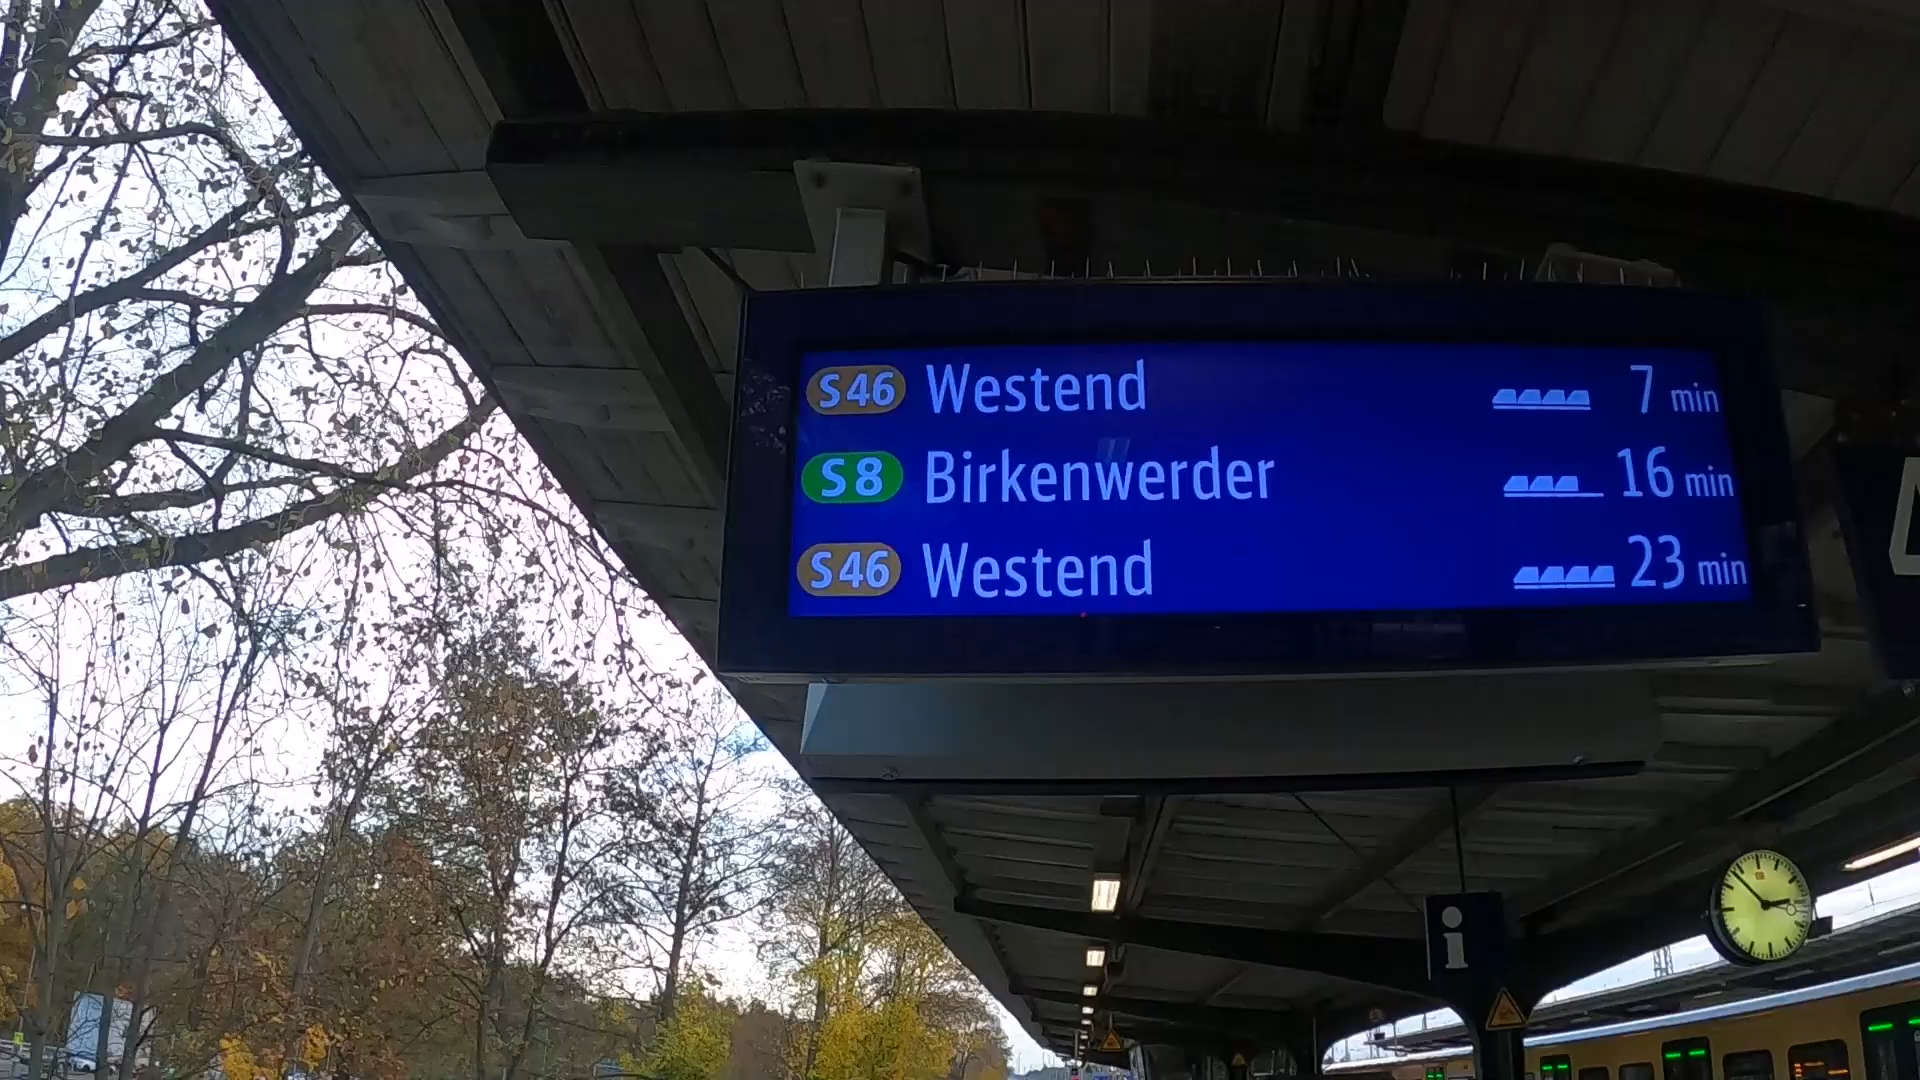 S46 Westend 7 min
S8 Birkenwerder 16 min
S46 Westend 23 min
i